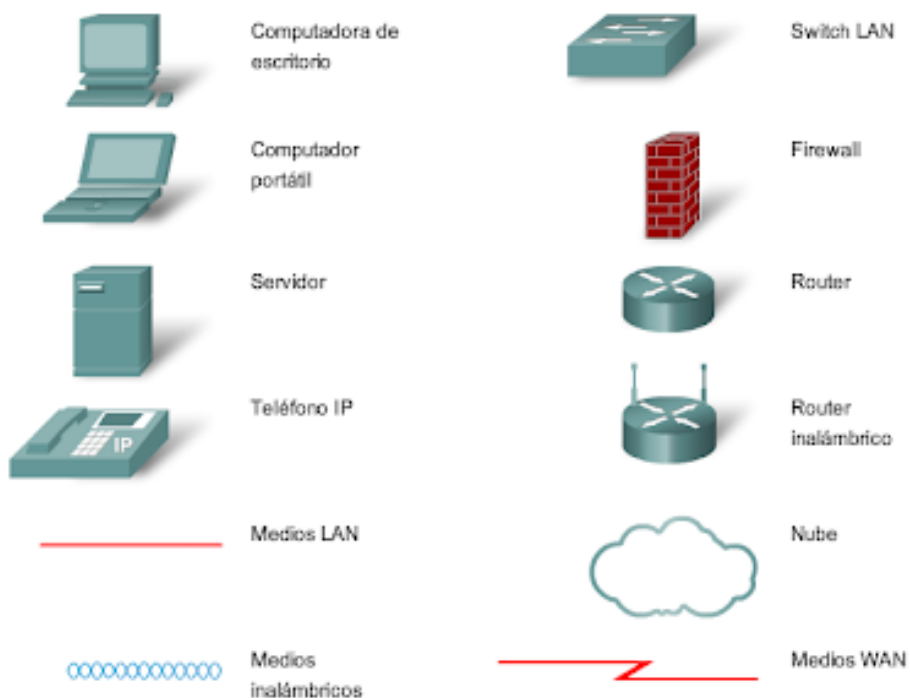 Computadora de
escritorio
Switch LAN
Computador
portátil
Firewall
Servidor
Router
Teléfono IP
IP
Router
inalámbrico
Medios LAN
Nube
Medios
inalámbricos
Medios WAN